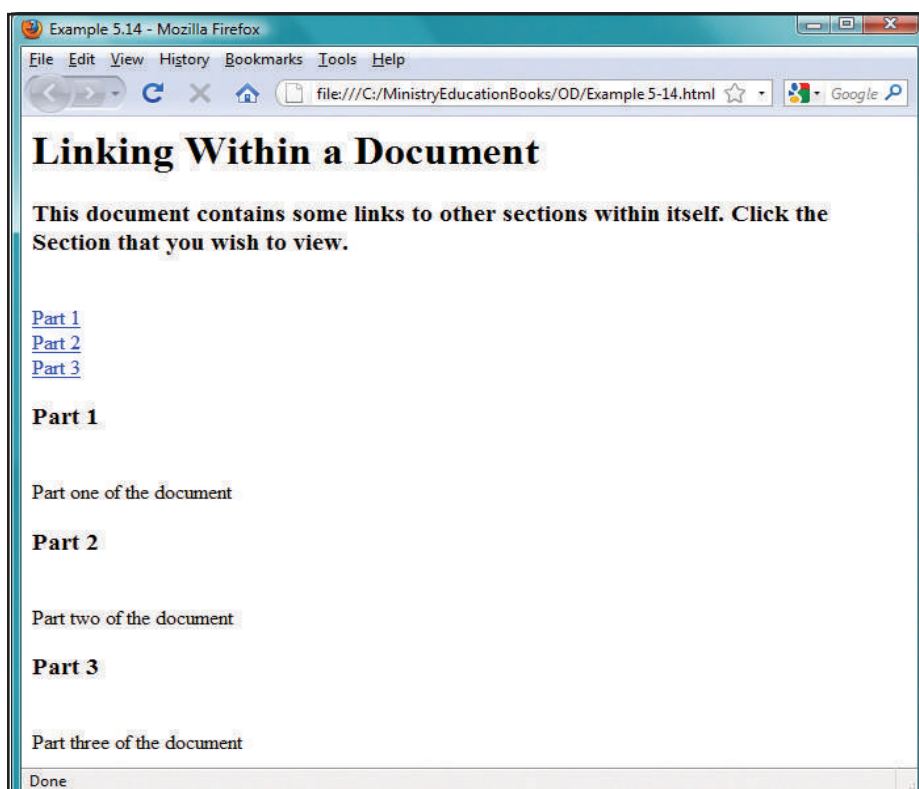 Example 5.14 - Mozilla Firefox
File Edit View History Bookmarks Tools Help
file:///C:/MinistryEducationBooks/OD/Example 5-14.html
Google
Linking Within a Document
This document contains some links to other sections within itself. Click the
Section that you wish to view.
Part 1
Part 2
Part 3
Part 1
Part one of the document
Part 2
Part two of the document
Part 3
Part three of the document
Done